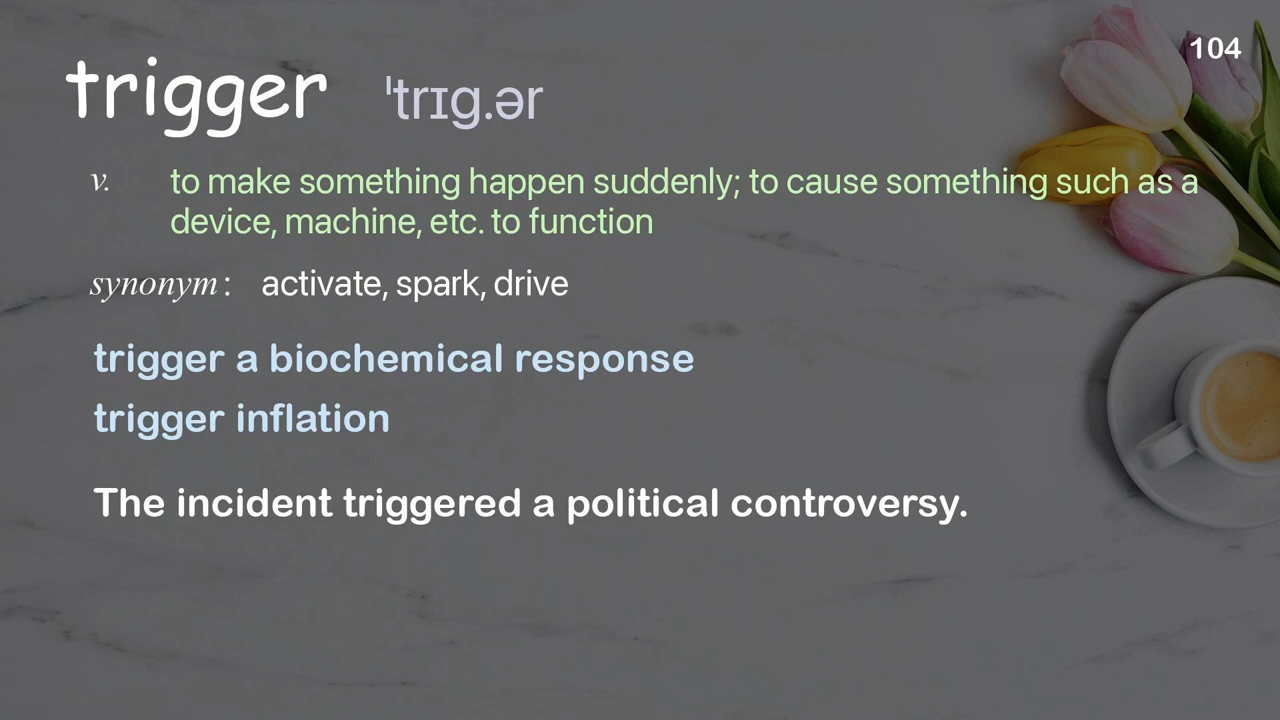 104
trigger ˈtrɪg.ər
v. to make something happen suddenly; to cause something such as a
device, machine, etc. to function
synonym : activate, spark, drive
trigger a biochemical response
trigger inflation
The incident triggered a political controversy.